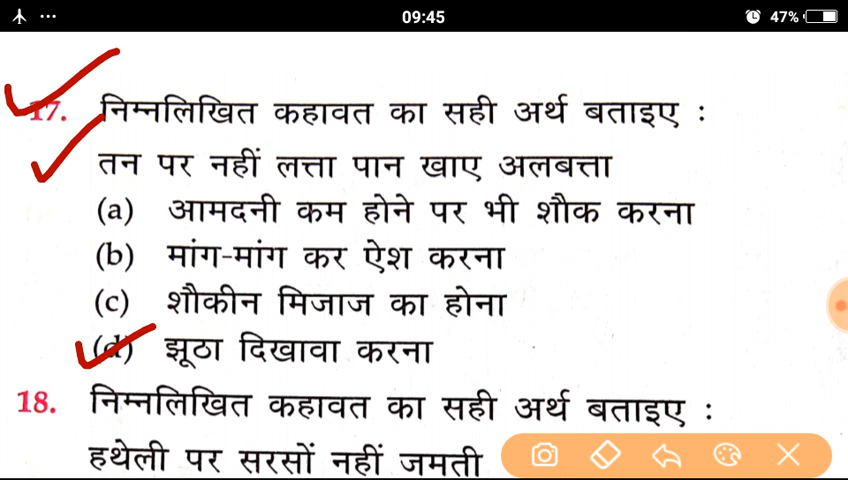 09:45
47%
17. निम्नलिखित कहावत का सही अर्थ बताइए :
तन पर नहीं लत्ता पान खाए अलबत्ता
(a) आमदनी कम होने पर भी शौक करना
(b) मांग-मांग कर ऐश करना
(c) शौकीन मिजाज का होना
(d) झूठा दिखावा करना
18. निम्नलिखित कहावत का सही अर्थ बताइए :
हथेली पर सरसों नहीं जमती